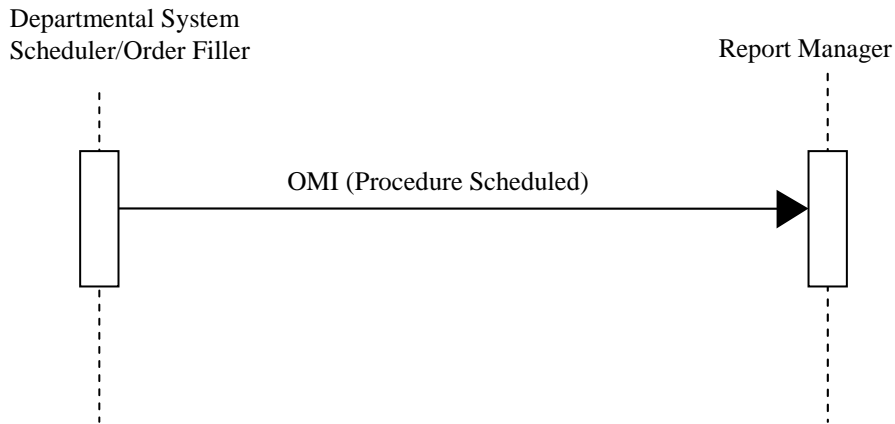 Departmental System
Scheduler/Order Filler
Report Manager
OMI (Procedure Scheduled)